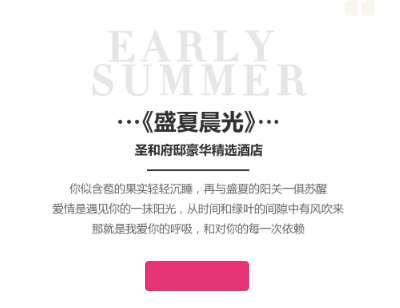 EARLY
SUMMER
···《盛夏晨光》···
圣和府邸豪华精选酒店
你似含苞的果实轻轻沉睡，再与盛夏的阳关一俱苏醒
爱情是遇见你的一抹阳光，从时间和绿叶的间隙中有风吹来
那就是我爱你的呼吸，和对你的每一次依赖